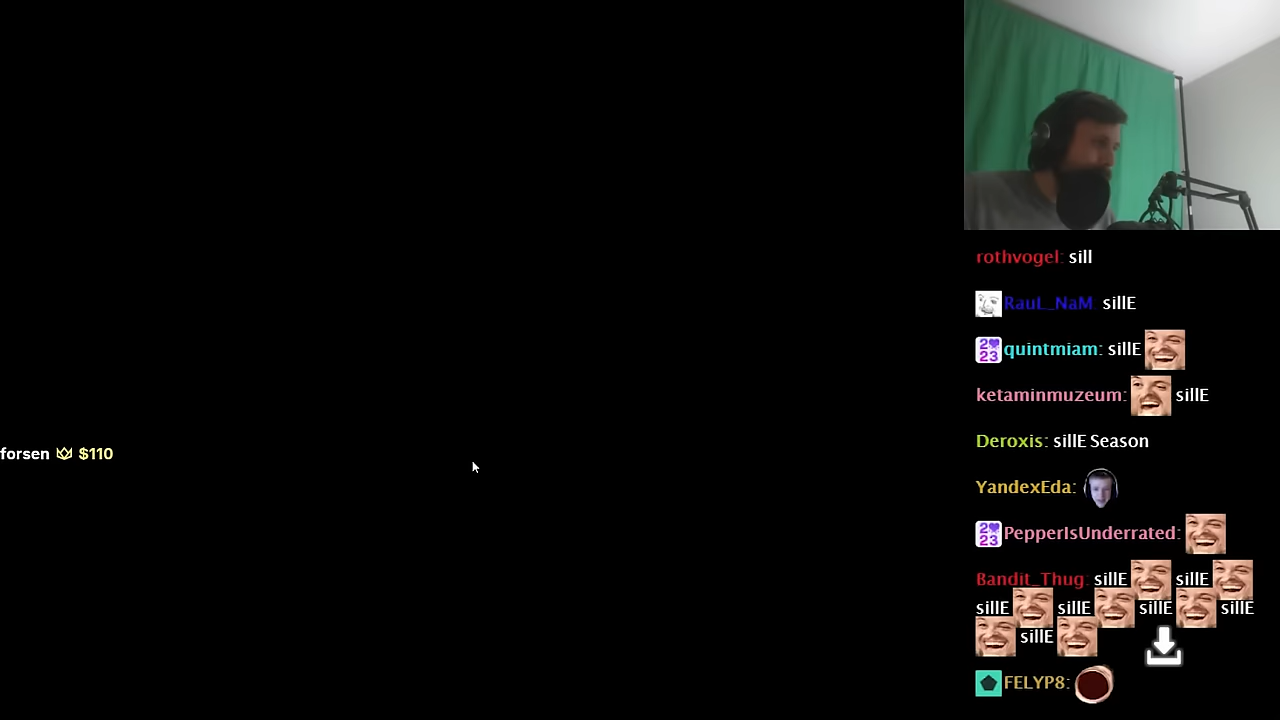 rothvogel: sill
RauL_NaM: sillE
quintmiam: sillE
ketaminmuzeum: sillE
Deroxis: sillE Season
forsen $110
YandexEda:
PepperIsUnderrated:
Bandit_Thug: sillE sillE
sillE sillE sillE sillE
sillE
FELYP8: